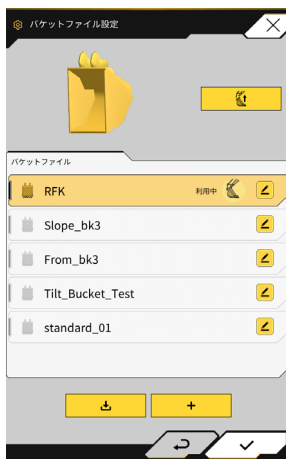 バケットファイル設定
バケットファイル
RFK 利用中
Slope_bk3
From_bk3
Tilt_Bucket_Test
standard_01